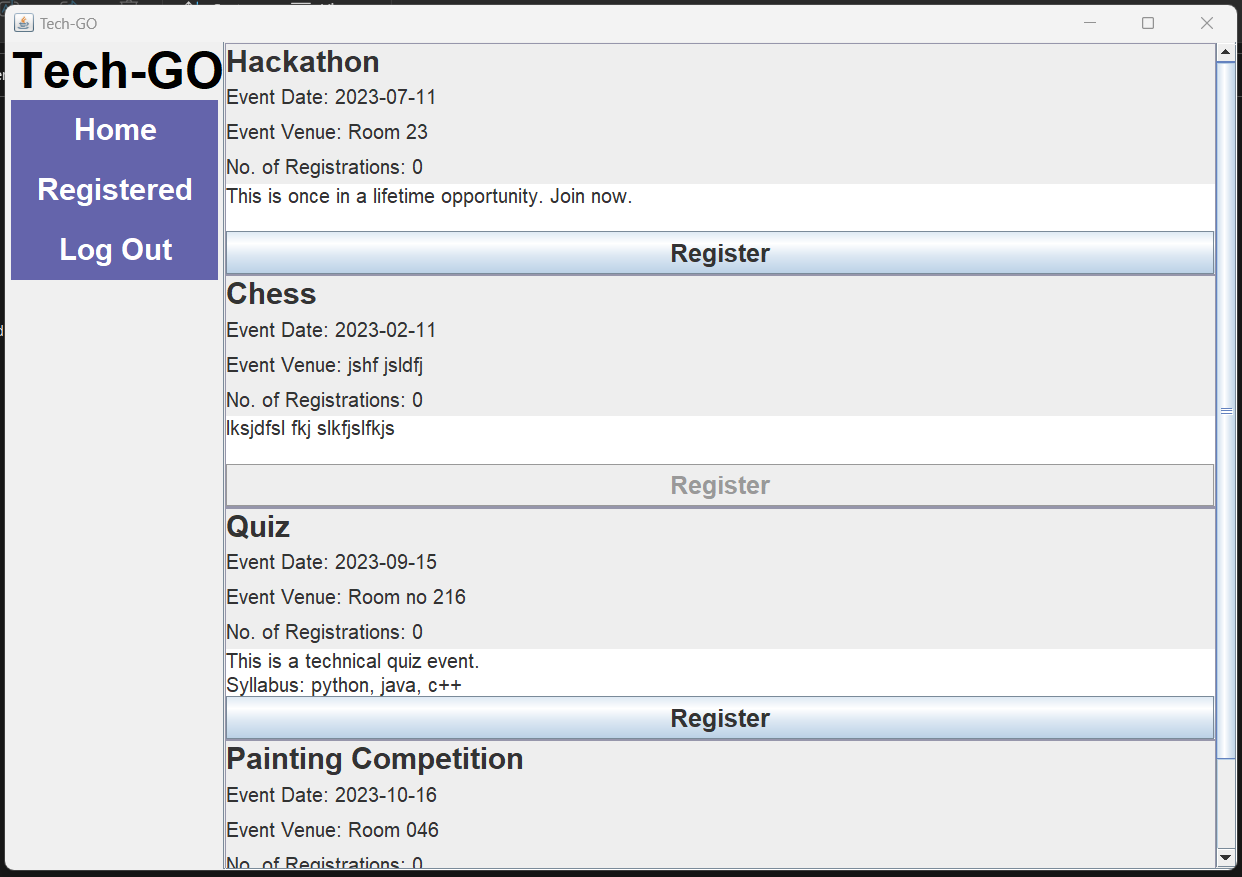 Tech-GO
Tech-GO
Home
Registered
Log Out
Hackathon
Event Date: 2023-07-11
Event Venue: Room 23
No. of Registrations: 0
This is once in a lifetime opportunity. Join now.
Register
Chess
Event Date: 2023-02-11
Event Venue: jshf jsldfj
No. of Registrations: 0
lksjdfsl fkj slkfjslfkjs
Register
Quiz
Event Date: 2023-09-15
Event Venue: Room no 216
No. of Registrations: 0
This is a technical quiz event.
Syllabus: python, java, c++
Register
Painting Competition
Event Date: 2023-10-16
Event Venue: Room 046
No. of Registrations: 0